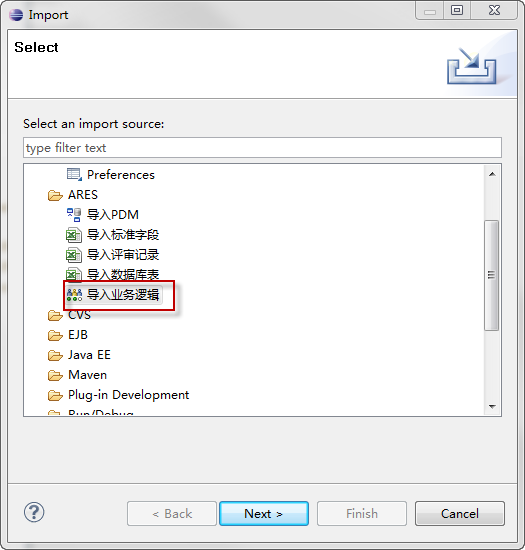 Import
Select
Select an import source:
type filter text
Preferences
ARES
导入PDM
导入标准字段
导入评审记录
导入数据库表
导入业务逻辑
CVS
EJB
Java EE
Maven
Plug-in Development
Run/Debug
?
< Back
Next >
Finish
Cancel